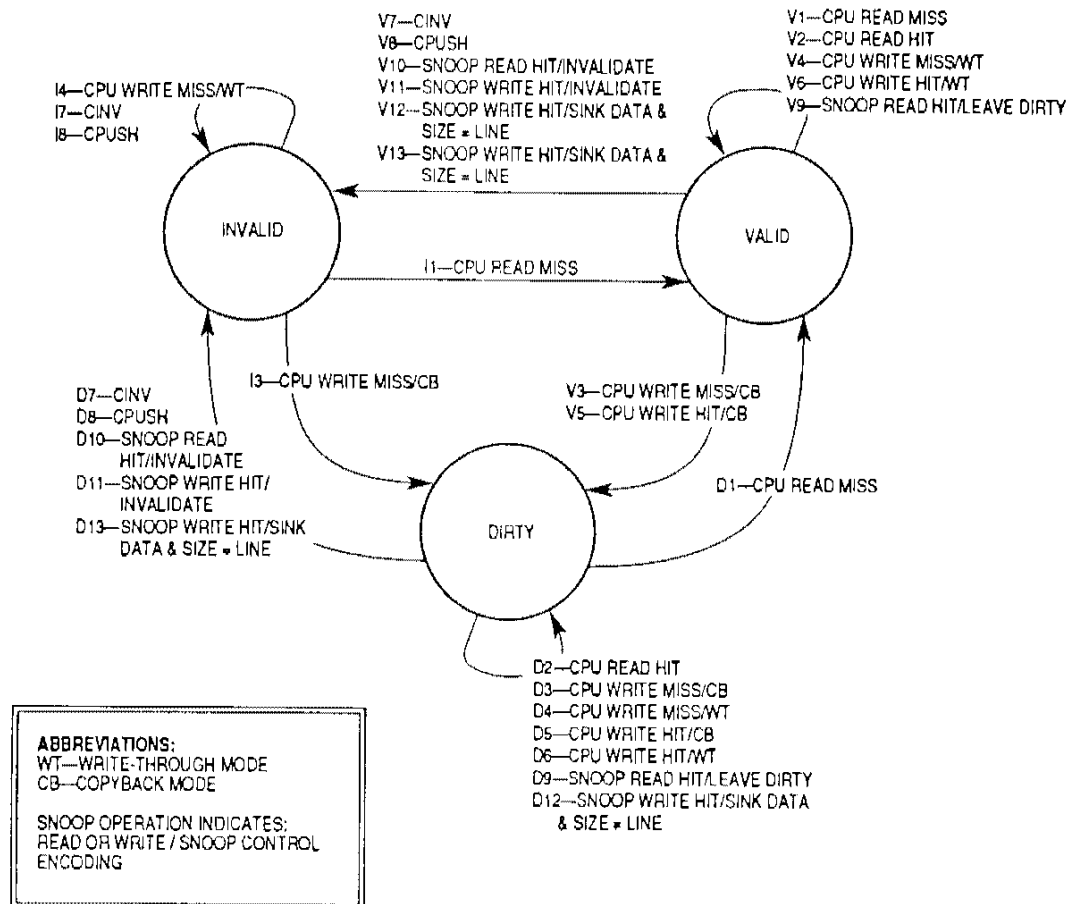 V7—CINV
V8—CPUSH
V10—SNOOP READ HIT/INVALIDATE
V11—SNOOP WRITE HIT/INVALIDATE
V12—SNOOP WRITE HIT/SINK DATA &
SIZE ≠ LINE
V13—SNOOP WRITE HIT/SINK DATA &
SIZE ≠ LINE
V1—CPU READ MISS
V2—CPU READ HIT
V4—CPU WRITE MISS/WT
V6—CPU WRITE HIT/WT
V9—SNOOP READ HIT/LEAVE DIRTY
I4—CPU WRITE MISS/WT
I7—CINV
I8—CPUSH
INVALID
VALID
I1—CPU READ MISS
I3—CPU WRITE MISS/CB
V3—CPU WRITE MISS/CB
V5—CPU WRITE HIT/CB
D7—CINV
D8—CPUSH
D10—SNOOP READ
HIT/INVALIDATE
D11—SNOOP WRITE HIT/
INVALIDATE
D13—SNOOP WRITE HIT/SINK
DATA & SIZE ≠ LINE
D1—CPU READ MISS
DIRTY
D2—CPU READ HIT
D3—CPU WRITE MISS/CB
D4—CPU WRITE MISS/WT
D5—CPU WRITE HIT/CB
D6—CPU WRITE HIT/WT
D9—SNOOP READ HIT/LEAVE DIRTY
D12—SNOOP WRITE HIT/SINK DATA
& SIZE ≠ LINE
ABBREVIATIONS:
WT—WRITE-THROUGH MODE
CB—COPYBACK MODE
SNOOP OPERATION INDICATES:
READ OR WRITE / SNOOP CONTROL
ENCODING